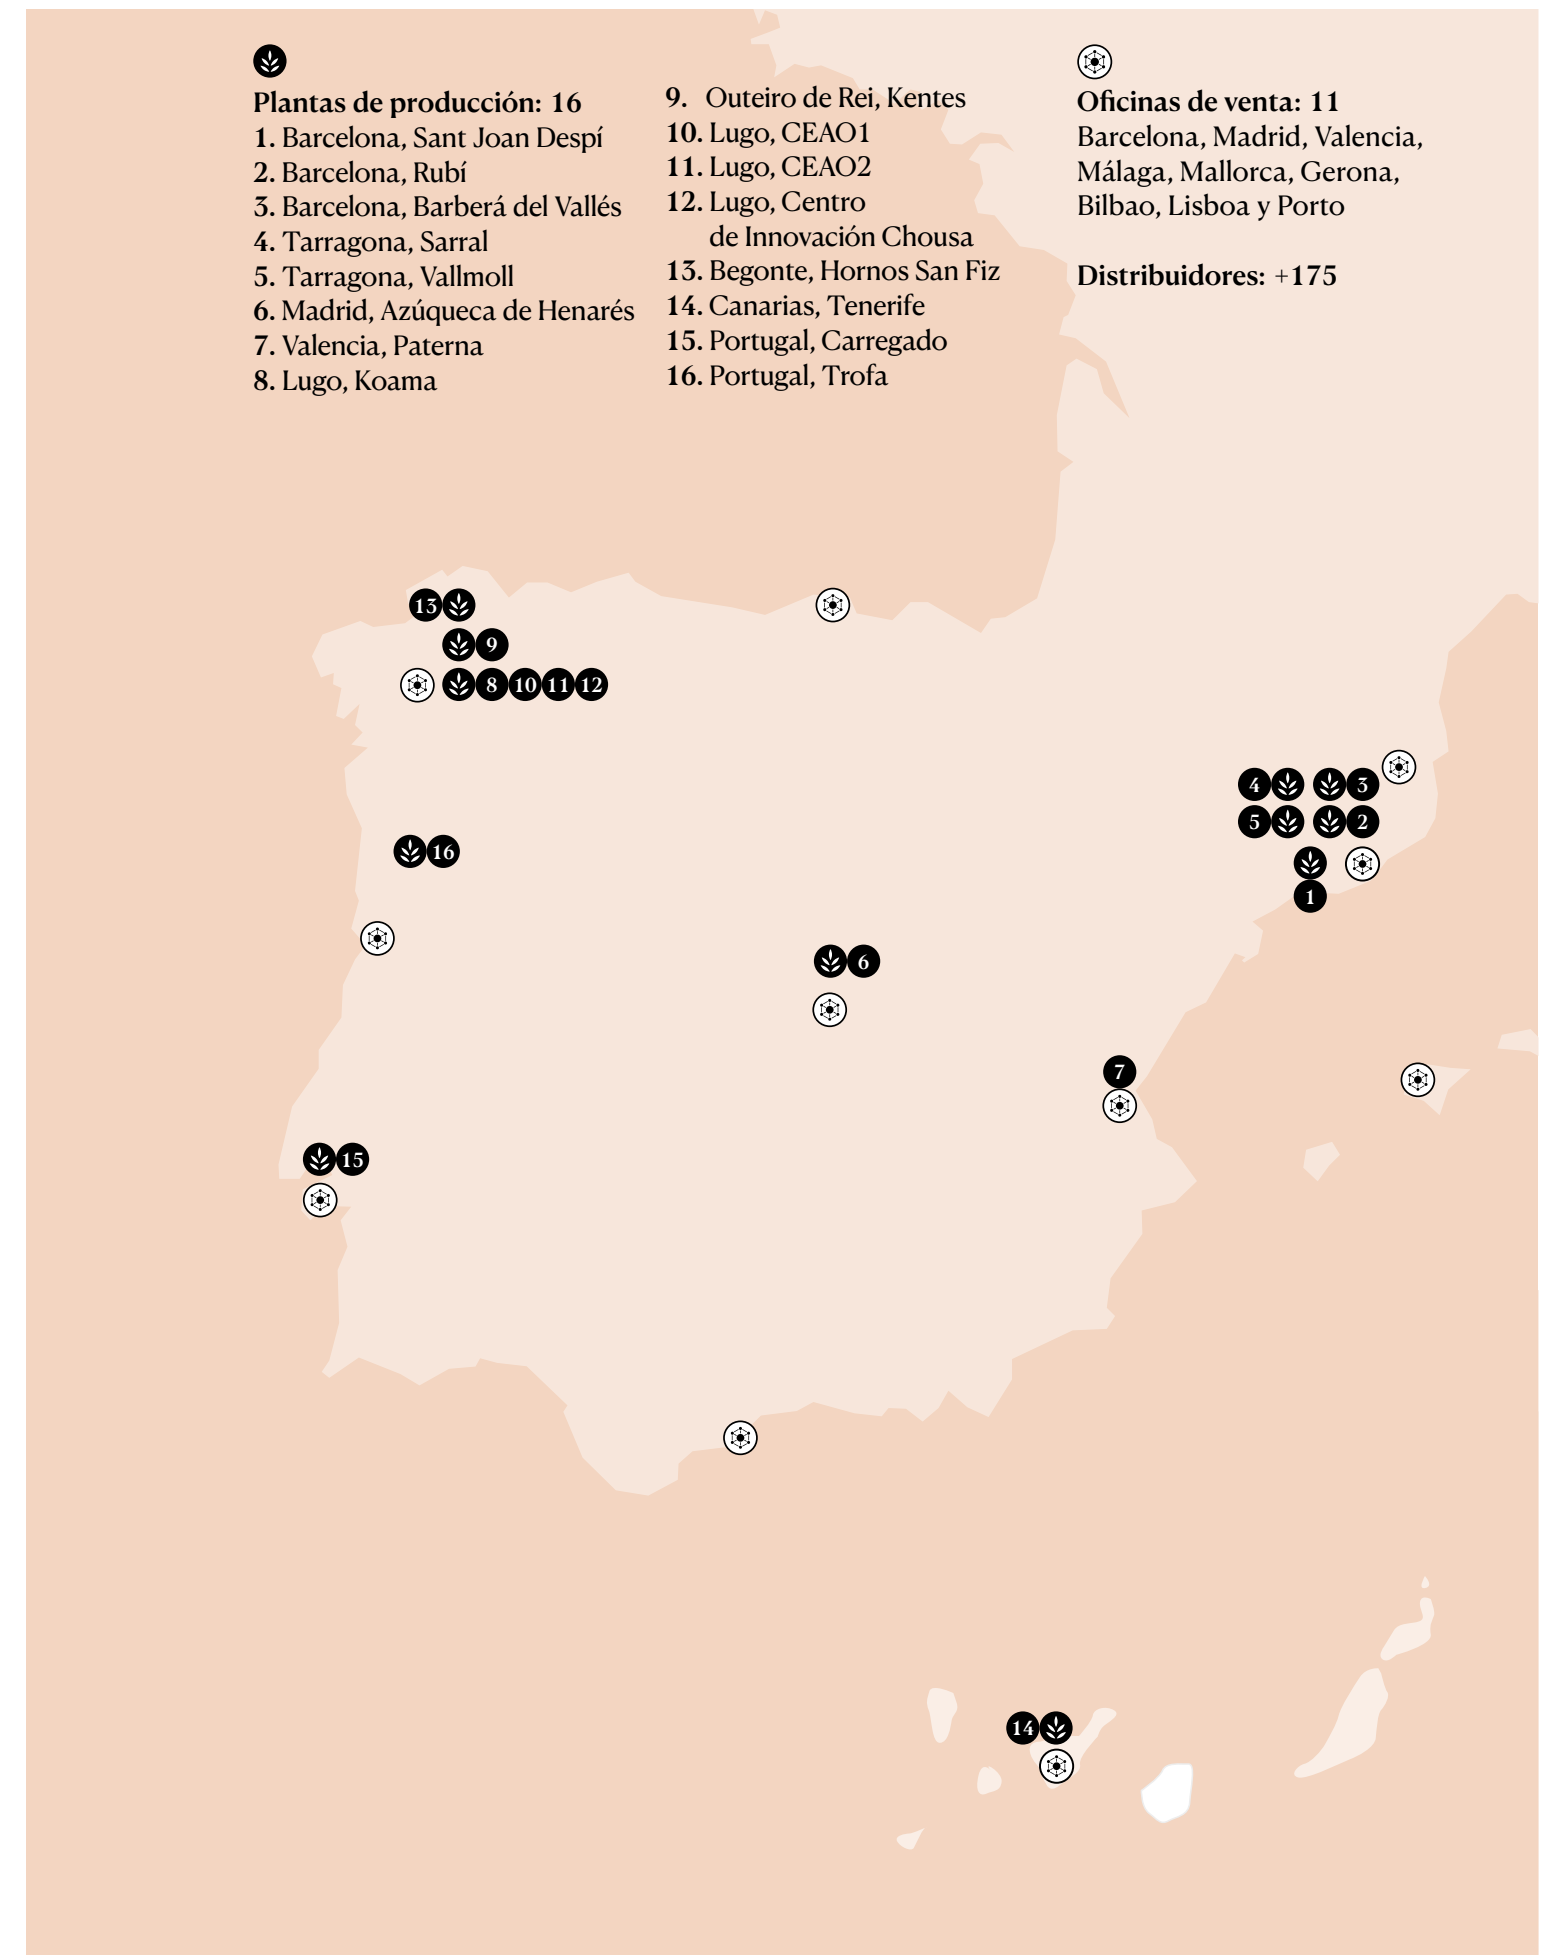 Plantas de producción: 16
1. Barcelona, Sant Joan Despí
2. Barcelona, Rubí
3. Barcelona, Barberá del Vallés
4. Tarragona, Sarral
5. Tarragona, Vallmoll
6. Madrid, Azúqueca de Henarés
7. Valencia, Paterna
8. Lugo, Koama
9. Outeiro de Rei, Kentes
10. Lugo, CEAO1
11. Lugo, CEAO2
12. Lugo, Centro
de Innovación Chousa
13. Begonte, Hornos San Fiz
14. Canarias, Tenerife
15. Portugal, Carregado
16. Portugal, Trofa
Oficinas de venta: 11
Barcelona, Madrid, Valencia,
Málaga, Mallorca, Gerona,
Bilbao, Lisboa y Porto
Distribuidores: +175
13
9
8 10 11 12
4 3
5 2
16
1
6
7
15
14